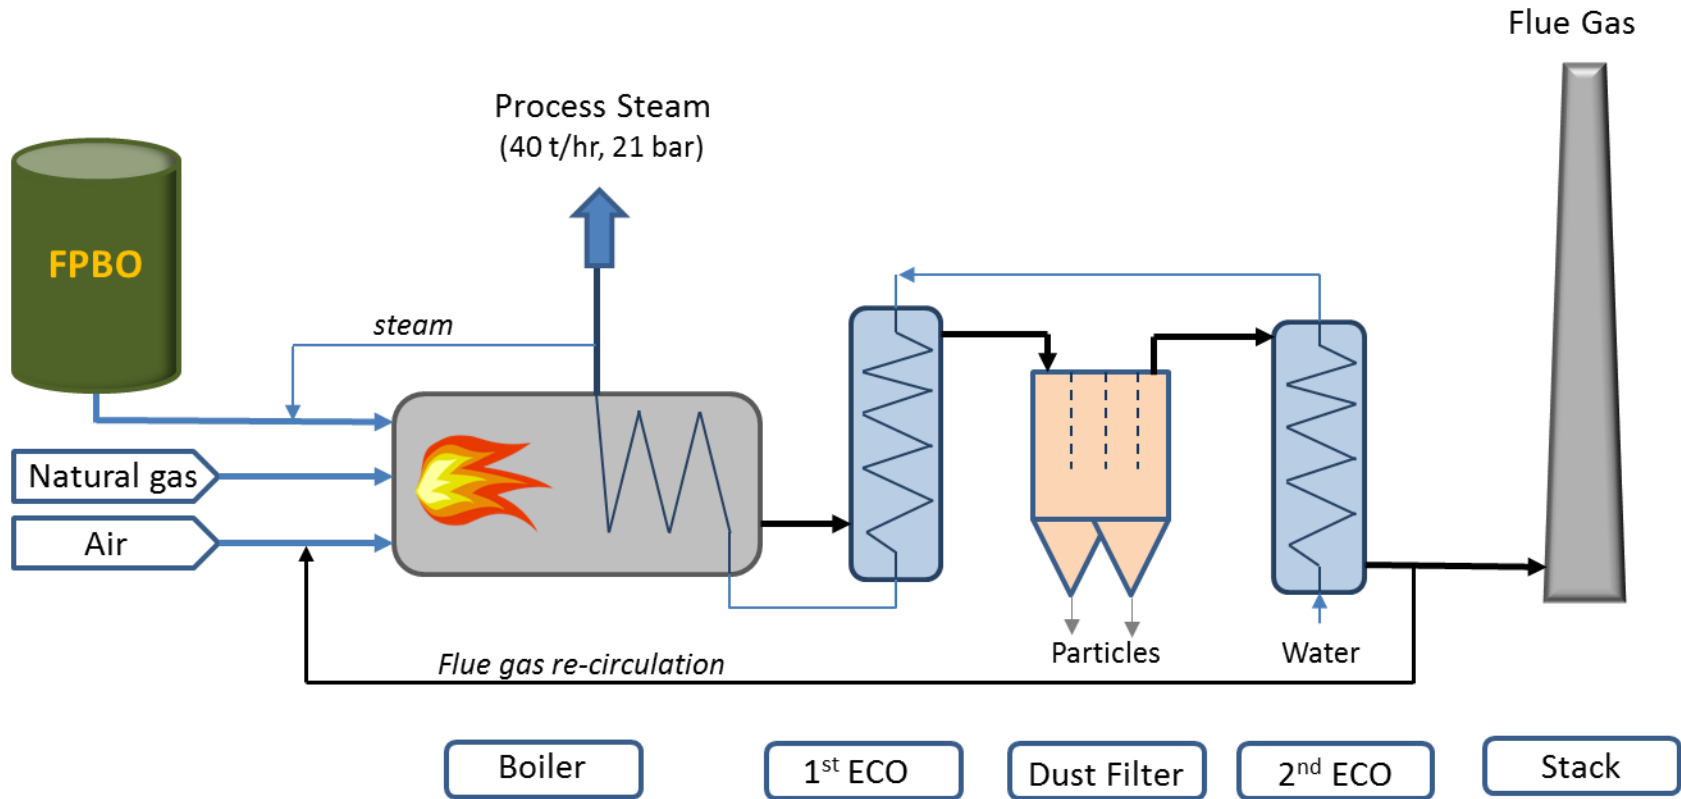 Flue Gas
Process Steam
(40 t/hr, 21 bar)
FPBO
steam
Natural gas
Air
Flue gas re-circulation
Particles
Water
Boiler
1st ECO
Dust Filter
2nd ECO
Stack